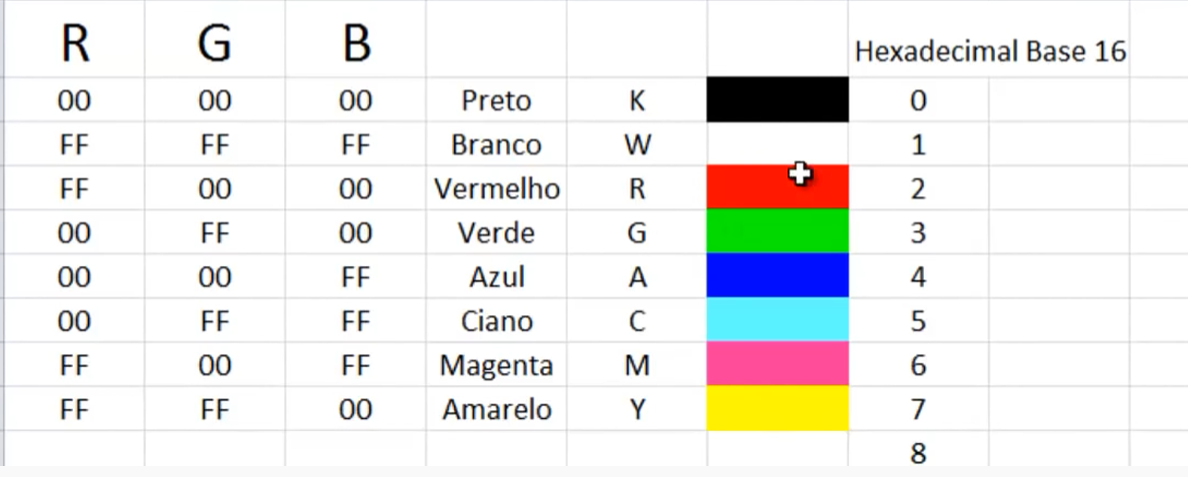 R G B Hexadecimal Base 16
00 00 00 Preto K 0
FF FF FF Branco W 1
FF 00 00 Vermelho R 2
00 FF 00 Verde G 3
00 00 FF Azul A 4
00 FF FF Ciano C 5
FF 00 FF Magenta M 6
FF FF 00 Amarelo Y 7
8